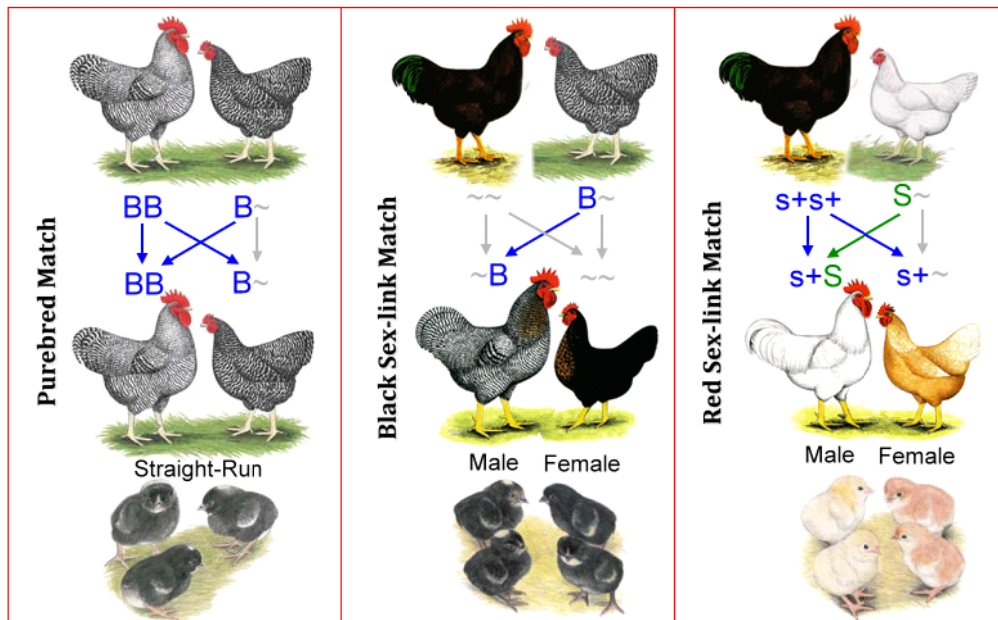 Purebred Match
BB B~
BB B~
Straight-Run
Black Sex-link Match
~~ B~
~B ~~
Male Female
Red Sex-link Match
s+s+ S~
s+S s+~
Male Female